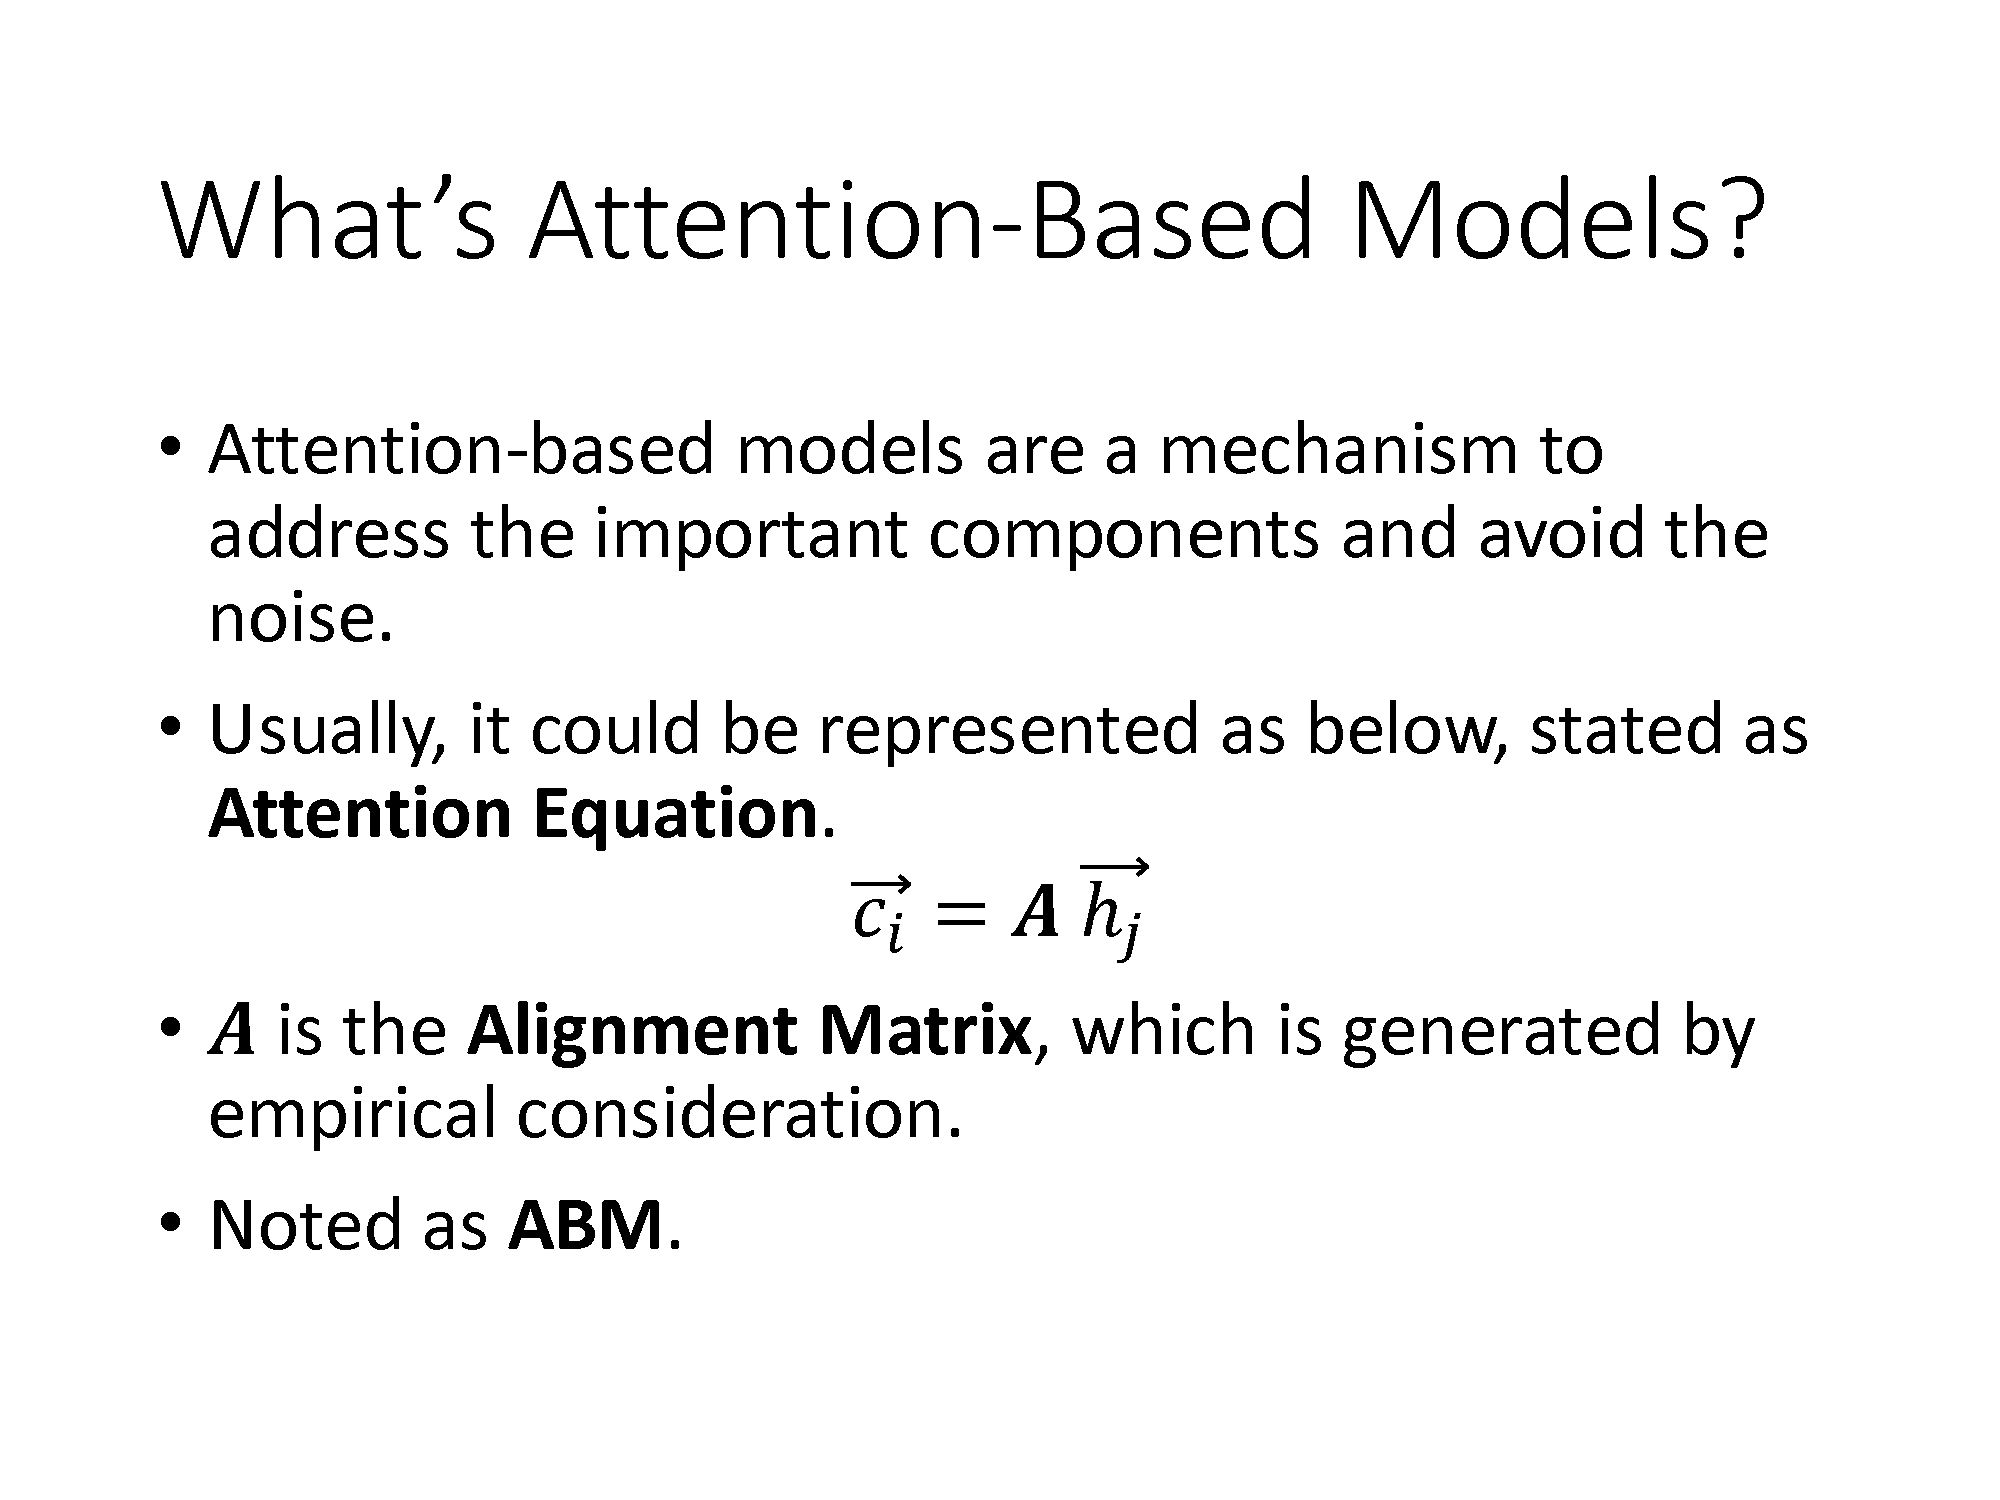 What’s Attention-Based Models?
• Attention-based models are a mechanism to
address the important components and avoid the
noise.
• Usually, it could be represented as below, stated as
Attention Equation.
$\overrightarrow{c_i} = \boldsymbol{A}\,\overrightarrow{h_j}$
• A is the Alignment Matrix, which is generated by
empirical consideration.
• Noted as ABM.